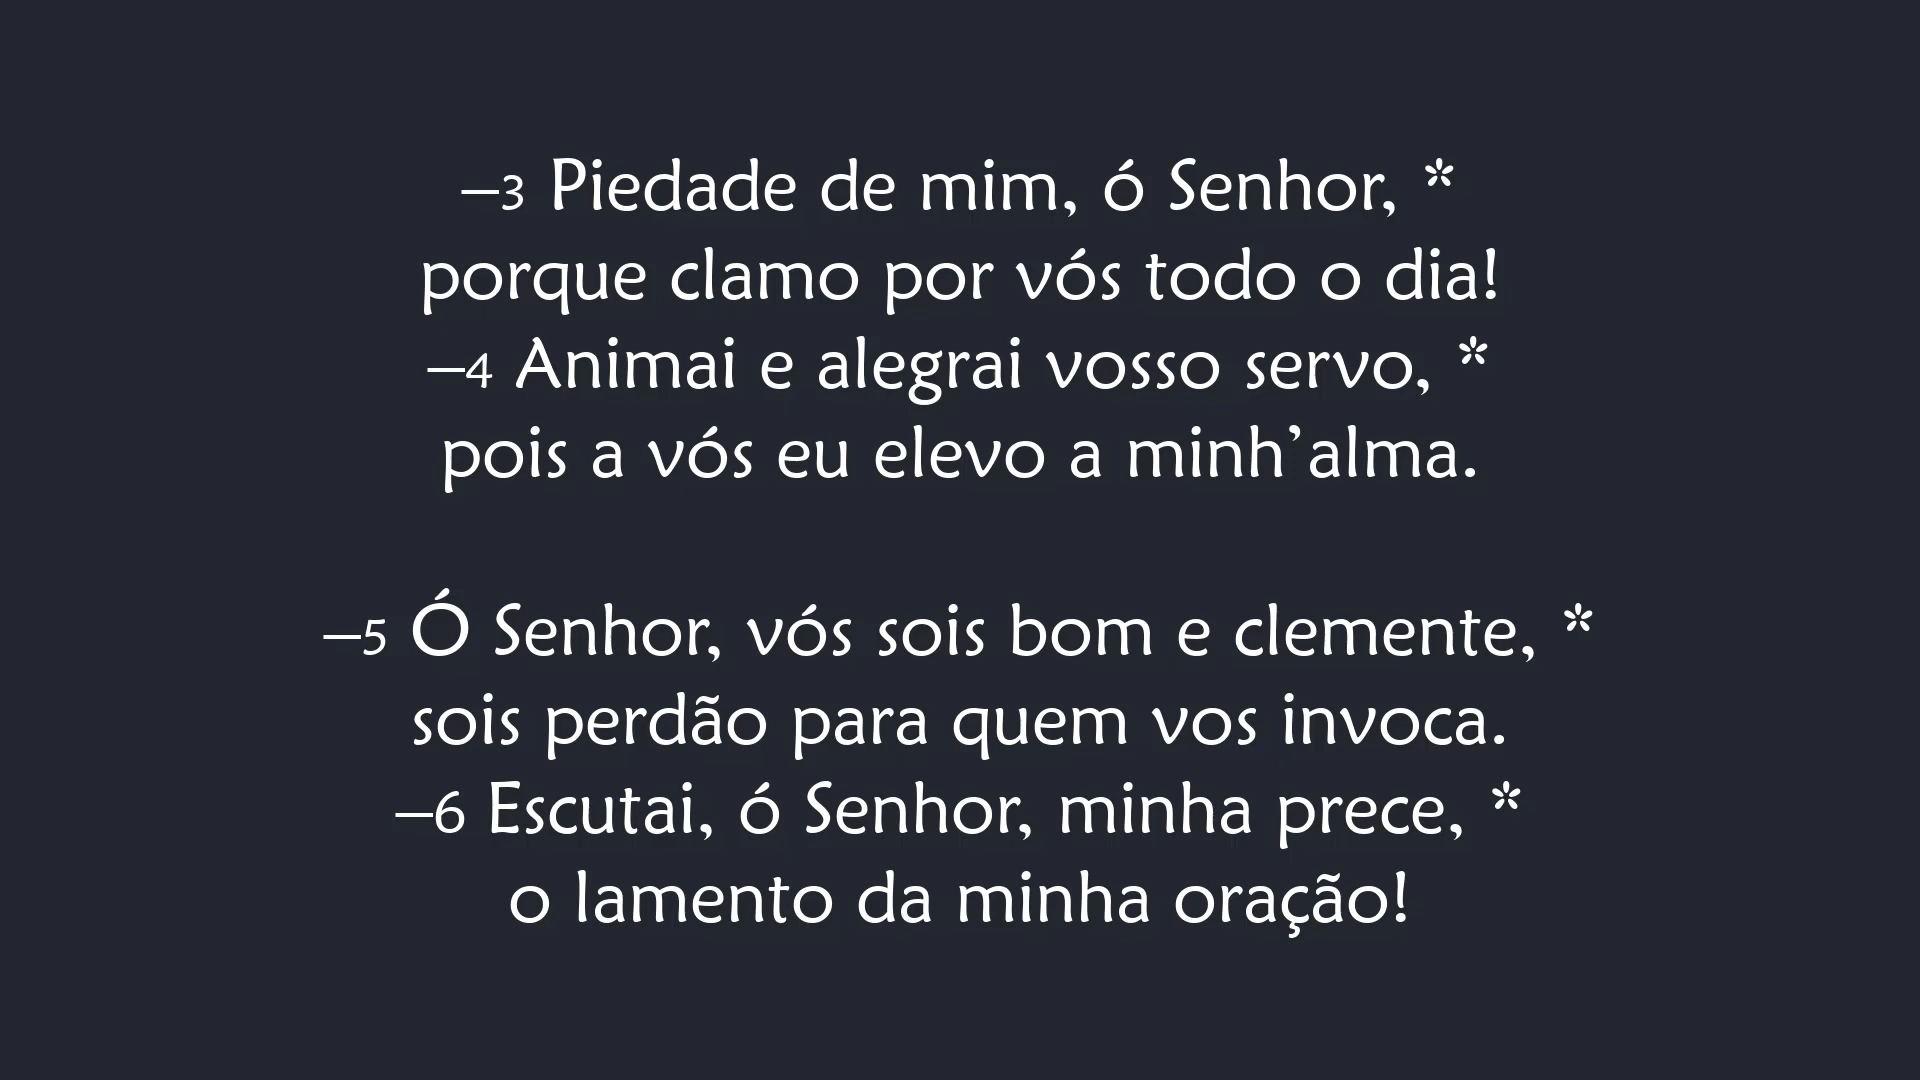 –3 Piedade de mim, ó Senhor, *
porque clamo por vós todo o dia!
–4 Animai e alegrai vosso servo, *
pois a vós eu elevo a minh’alma.
–5 Ó Senhor, vós sois bom e clemente, *
sois perdão para quem vos invoca.
–6 Escutai, ó Senhor, minha prece, *
o lamento da minha oração!